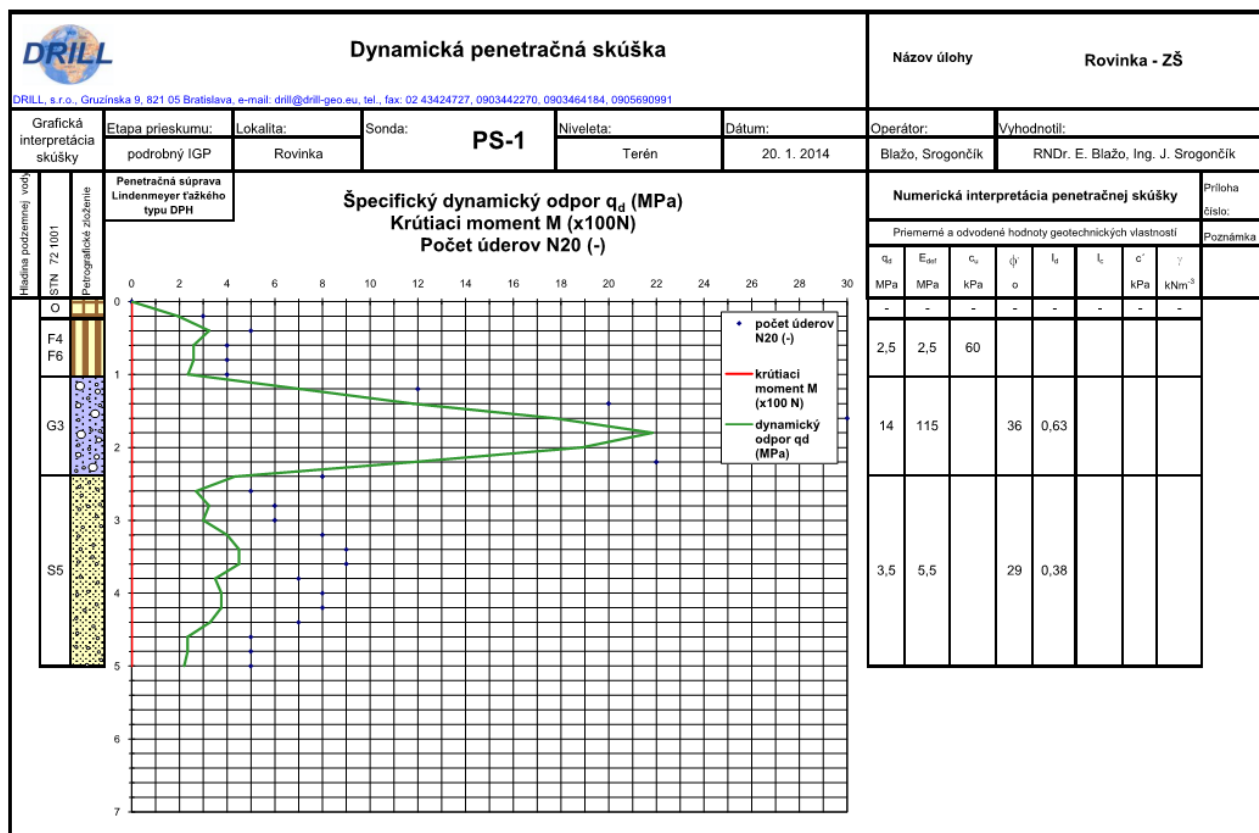 DRILL
Dynamická penetračná skúška
Názov úlohy
Rovinka - ZŠ
DRILL, s.r.o., Gruzínska 9, 821 05 Bratislava, e-mail: drill@drill-geo.eu, tel., fax: 02 43424727, 0903442270, 0903464184, 0905690991
Grafická interpretácia skúšky
Etapa prieskumu:
podrobný IGP
Lokalita:
Rovinka
Sonda:
PS-1
Niveleta:
Terén
Dátum:
20. 1. 2014
Operátor:
Blažo, Srogončík
Vyhodnotil:
RNDr. E. Blažo, Ing. J. Srogončík
Hladina podzemnej vody
STN 72 1001
Petrografické zloženie
Penetračná súprava
Lindenmeyer ťažkého
typu DPH
Špecifický dynamický odpor qd (MPa)
Krútiaci moment M (x100N)
Počet úderov N20 (-)
Numerická interpretácia penetračnej skúšky
Príloha
číslo:
Priemerné a odvodené hodnoty geotechnických vlastností
Poznámka
qd Edef cu ϕ' Id Ic c' γ
MPa MPa kPa o kPa kNm-3
0 2 4 6 8 10 12 14 16 18 20 22 24 26 28 30
0
1
2
3
4
5
6
7
počet úderov
N20 (-)
krútiaci
moment M
(x100 N)
dynamický
odpor qd
(MPa)
O
- - - - - - - -
F4
F6
2,5 2,5 60
G3
14 115 36 0,63
S5
3,5 5,5 29 0,38